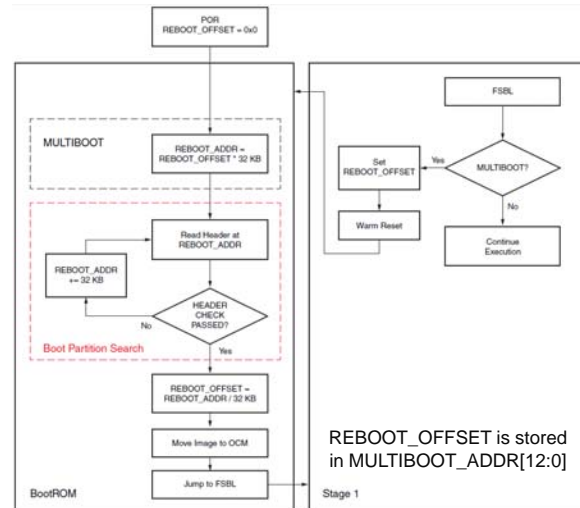 POR
REBOOT_OFFSET = 0x0
MULTIBOOT
REBOOT_ADDR =
REBOOT_OFFSET * 32 KB
Read Header at
REBOOT_ADDR
REBOOT_ADDR
+= 32 KB
HEADER
CHECK
PASSED?
No
Yes
Boot Partition Search
REBOOT_OFFSET =
REBOOT_ADDR / 32 KB
Move Image to OCM
Jump to FSBL
BootROM
FSBL
MULTIBOOT?
Yes
No
Set
REBOOT_OFFSET
Warm Reset
Continue
Execution
REBOOT_OFFSET is stored
in MULTIBOOT_ADDR[12:0]
Stage 1